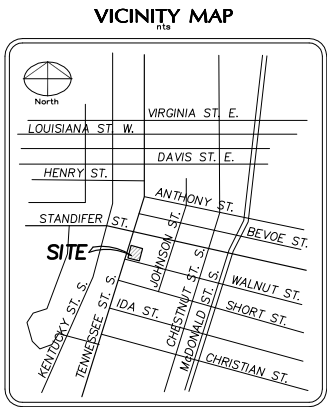 VICINITY MAP
nts
North
VIRGINIA ST. E.
LOUISIANA ST. W.
DAVIS ST. E.
HENRY ST.
ANTHONY ST.
STANDIFER ST.
BEVOE ST.
SITE
JOHNSON ST.
WALNUT ST.
KENTUCKY ST. S.
TENNESSEE ST. S.
IDA ST.
CHESTNUT ST. S.
McDONALD ST. S.
SHORT ST.
CHRISTIAN ST.